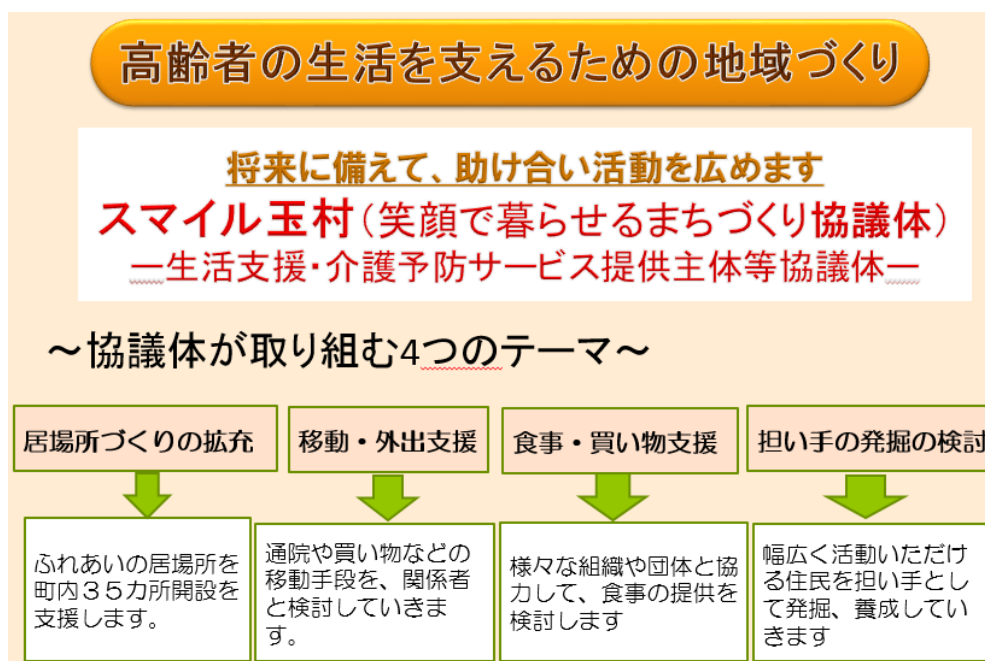 高齢者の生活を支えるための地域づくり
将来に備えて、助け合い活動を広めます
スマイル玉村（笑顔で暮らせるまちづくり協議体）
―生活支援・介護予防サービス提供主体等協議体―
～協議体が取り組む4つのテーマ～
居場所づくりの拡充
移動・外出支援
食事・買い物支援
担い手の発掘の検討
ふれあいの居場所を
町内３５カ所開設を
支援します。
通院や買い物などの
移動手段を、関係者
と検討していきま
す。
様々な組織や団体と協
力して、食事の提供を
検討します
幅広く活動いただけ
る住民を担い手とし
て発掘、養成してい
きます